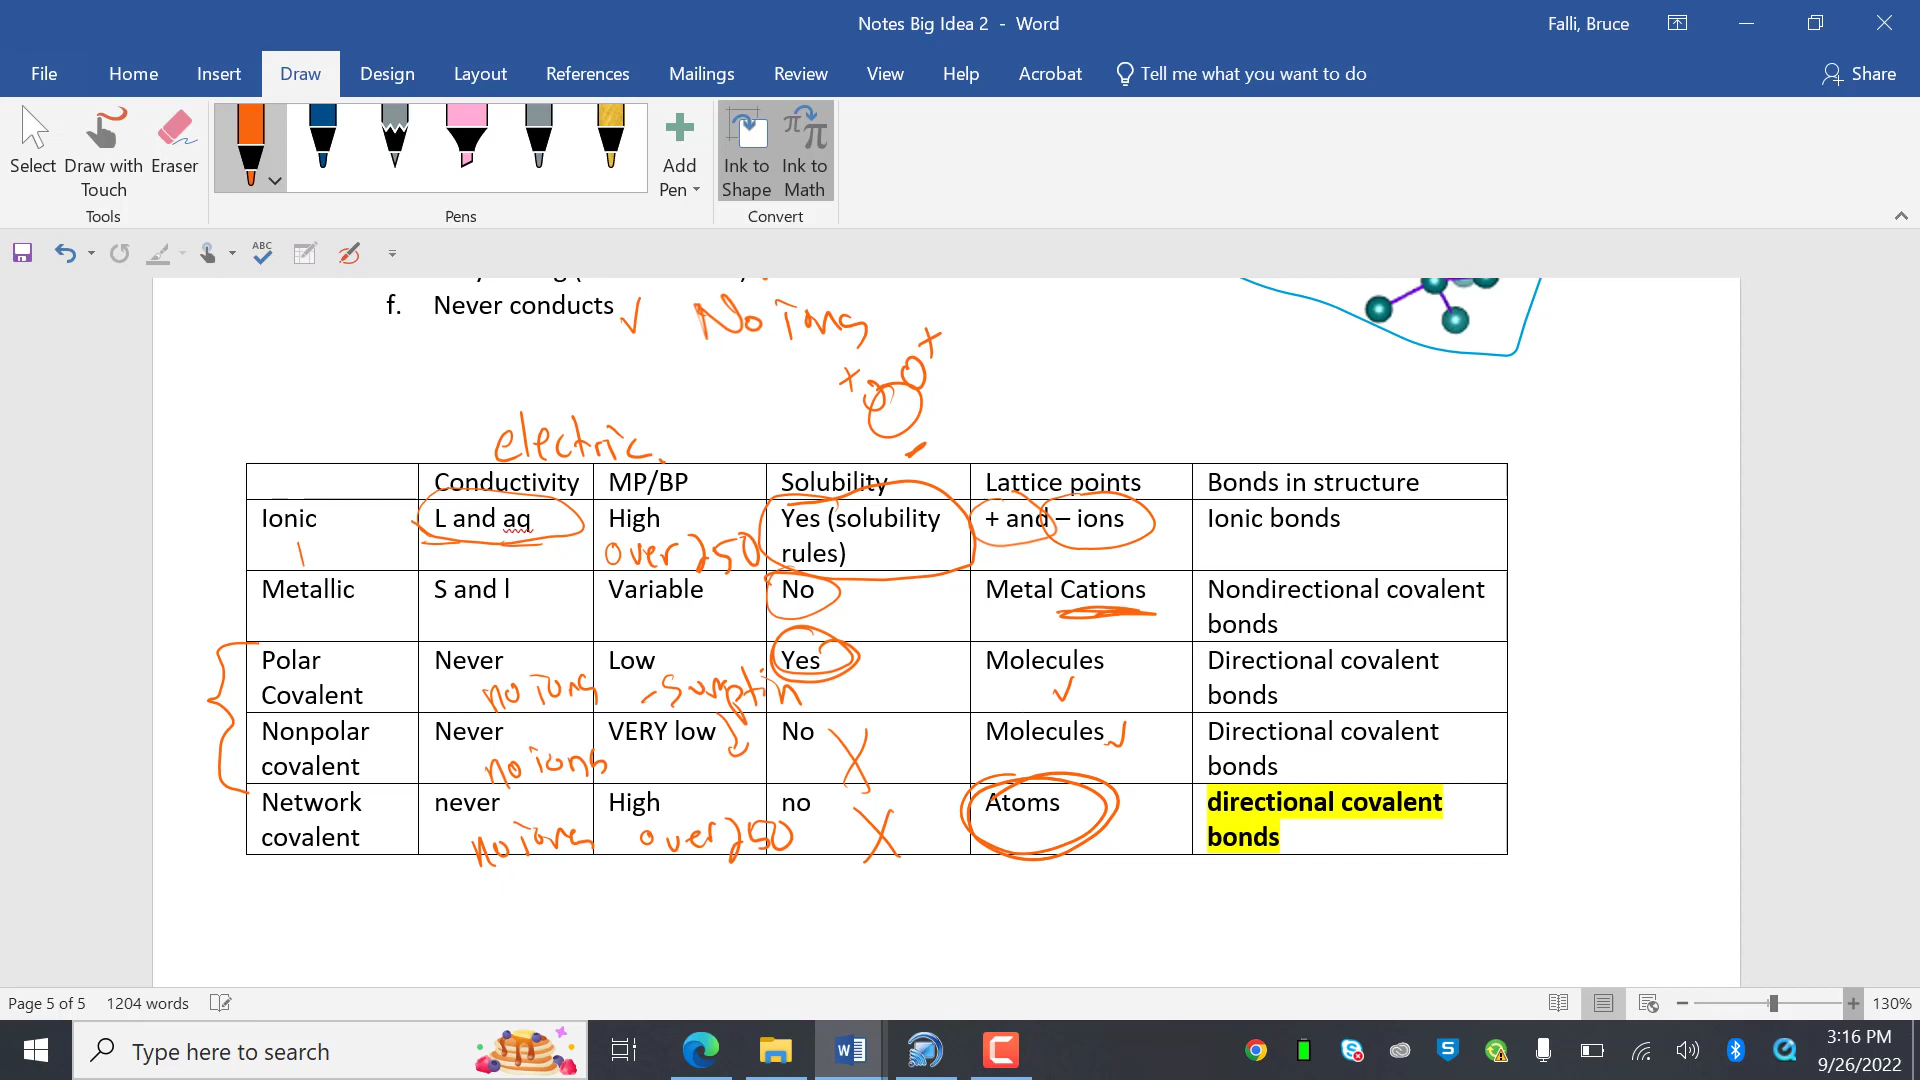 Notes Big Idea 2 - Word
Falli, Bruce
File Home Insert Draw Design Layout References Mailings Review View Help Acrobat Tell me what you want to do Share
Select Draw with Touch Eraser Add Pen Ink to Shape Ink to Math
Tools Pens Convert
ABC
f. Never conducts √ No ions
x x
electric
Conductivity MP/BP Solubility Lattice points Bonds in structure
Ionic L and aq High Yes (solubility + and – ions Ionic bonds
over 250 rules)
Metallic S and l Variable No Metal Cations Nondirectional covalent
bonds
Polar Never Low Yes Molecules Directional covalent
Covalent no ions - sumptin ✓ bonds
Nonpolar Never VERY low No Molecules ✓ Directional covalent
covalent no ions X bonds
Network never High no Atoms directional covalent
covalent no ions over 250 X bonds
Page 5 of 5 1204 words 130%
Type here to search
3:16 PM
9/26/2022